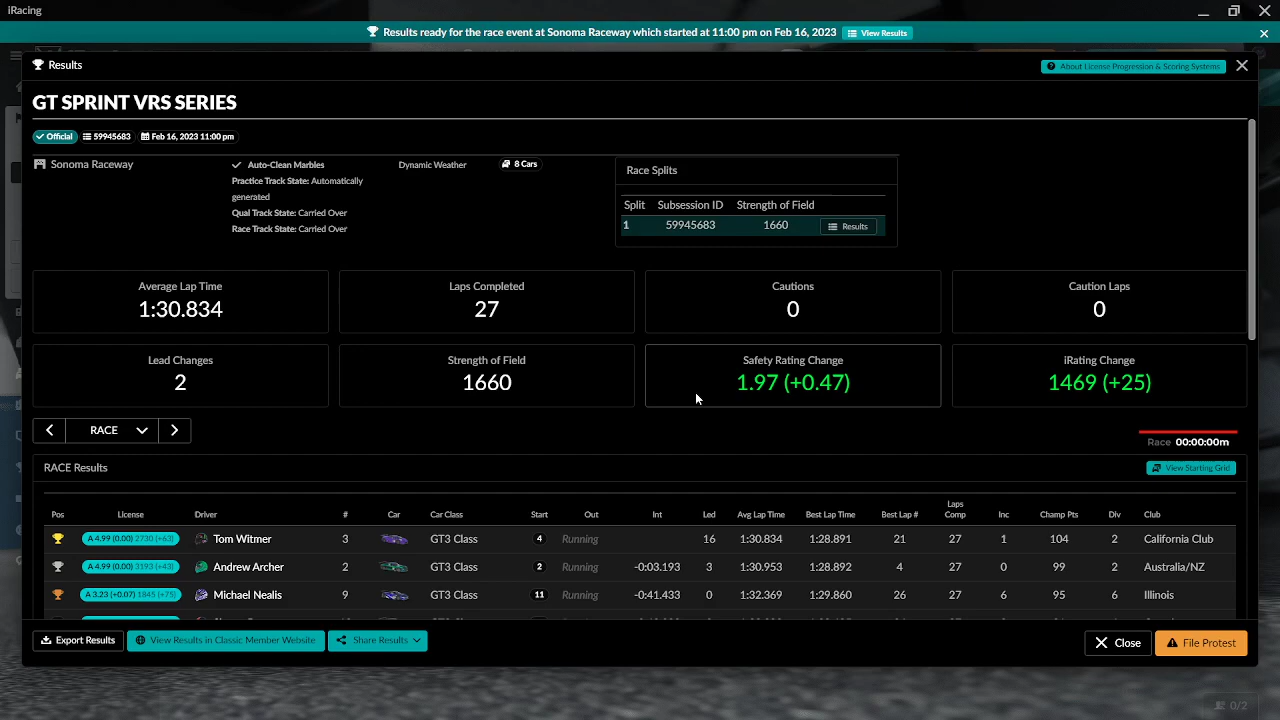 iRacing
Results ready for the race event at Sonoma Raceway which started at 11:00 pm on Feb 16, 2023 View Results
Results
About License Progression & Scoring Systems
GT SPRINT VRS SERIES
Official 59945683 Feb 16, 2023 11:00 pm
Sonoma Raceway
Auto-Clean Marbles
Practice Track State: Automatically
generated
Qual Track State: Carried Over
Race Track State: Carried Over
Dynamic Weather
8 Cars
Race Splits
Split Subsession ID Strength of Field
1 59945683 1660 Results
Average Lap Time
1:30.834
Laps Completed
27
Cautions
0
Caution Laps
0
Lead Changes
2
Strength of Field
1660
Safety Rating Change
1.97 (+0.47)
iRating Change
1469 (+25)
RACE
Race 00:00:00m
RACE Results
View Starting Grid
Pos License Driver # Car Car Class Start Out Int Led Avg Lap Time Best Lap Time Best Lap # Laps Comp Inc Champ Pts Div Club
A 4.99 (0.00) 2730 (+63) Tom Witmer 3 GT3 Class 4 Running 16 1:30.834 1:28.891 21 27 1 104 2 California Club
A 4.99 (0.00) 3193 (+43) Andrew Archer 2 GT3 Class 2 Running -0:03.193 3 1:30.953 1:28.892 4 27 0 99 2 Australia/NZ
A 3.23 (+0.07) 1845 (+75) Michael Nealis 9 GT3 Class 11 Running -0:41.433 0 1:32.369 1:29.860 26 27 6 95 6 Illinois
Export Results
View Results in Classic Member Website
Share Results
Close
File Protest
0/2